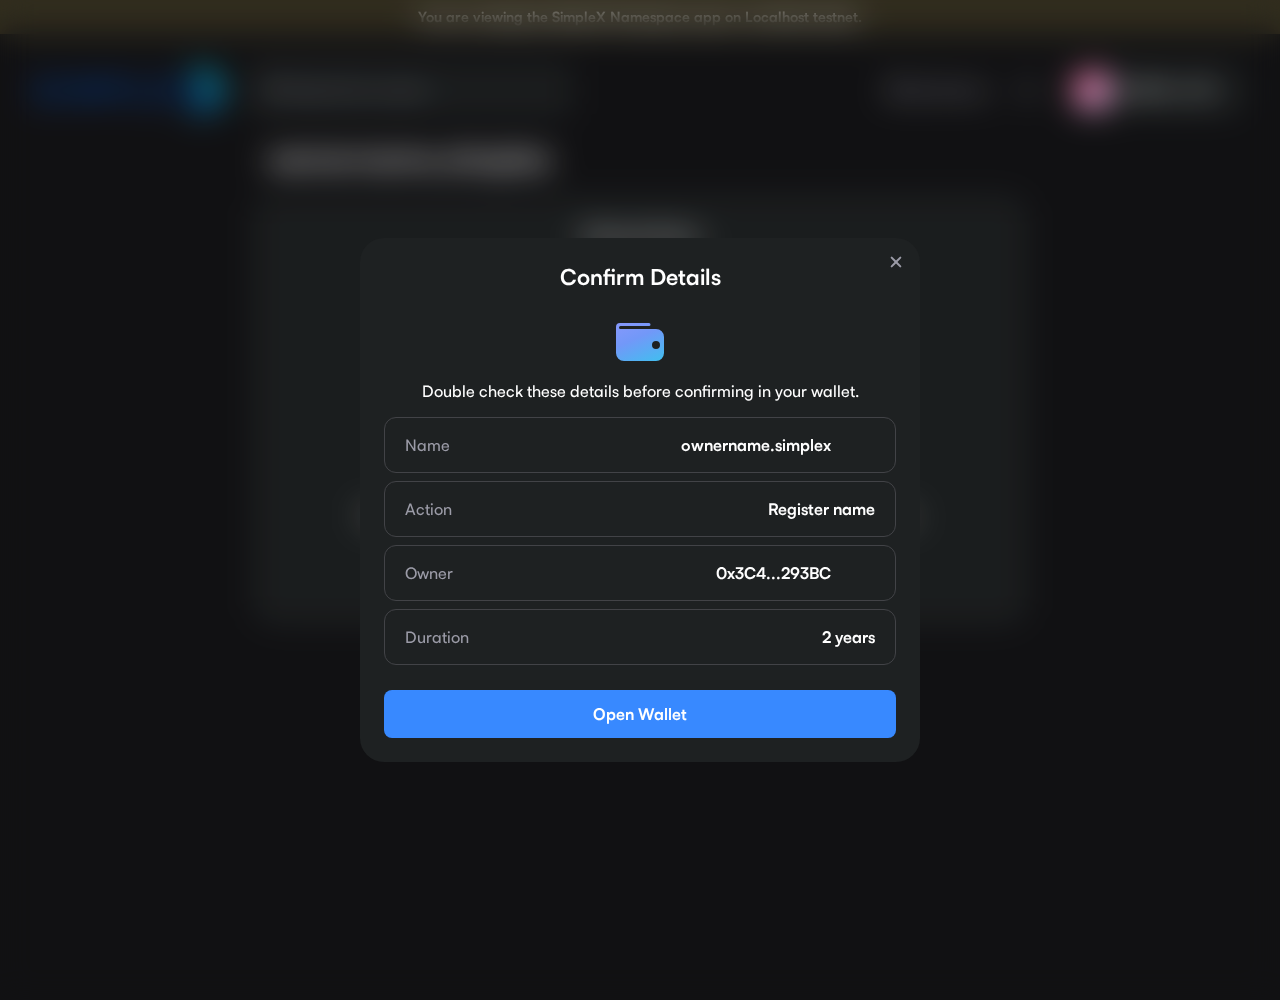 You are viewing the SimpleX Namespace app on Localhost testnet.
Confirm Details
Double check these details before confirming in your wallet.
Name ownername.simplex
Action Register name
Owner 0x3C4...293BC
Duration 2 years
Open Wallet